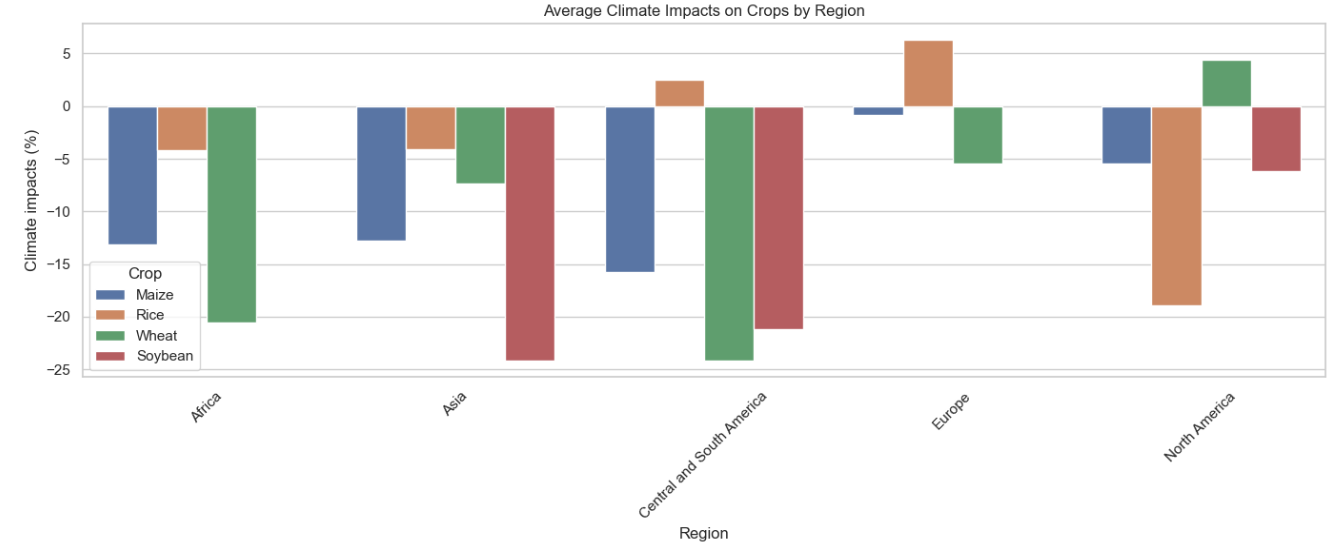 Average Climate Impacts on Crops by Region
Climate impacts (%)
5
0
−5
−10
−15
−20
−25
Crop
Maize
Rice
Wheat
Soybean
Africa
Asia
Central and South America
Europe
North America
Region